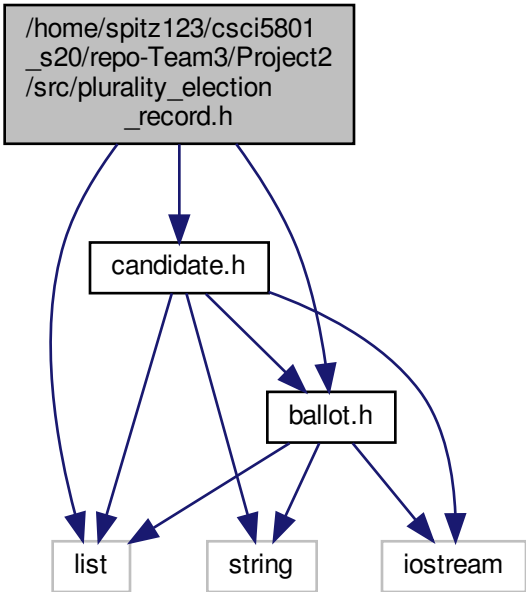 /home/spitz123/csci5801
_s20/repo-Team3/Project2
/src/plurality_election
_record.h
candidate.h
ballot.h
list
string
iostream